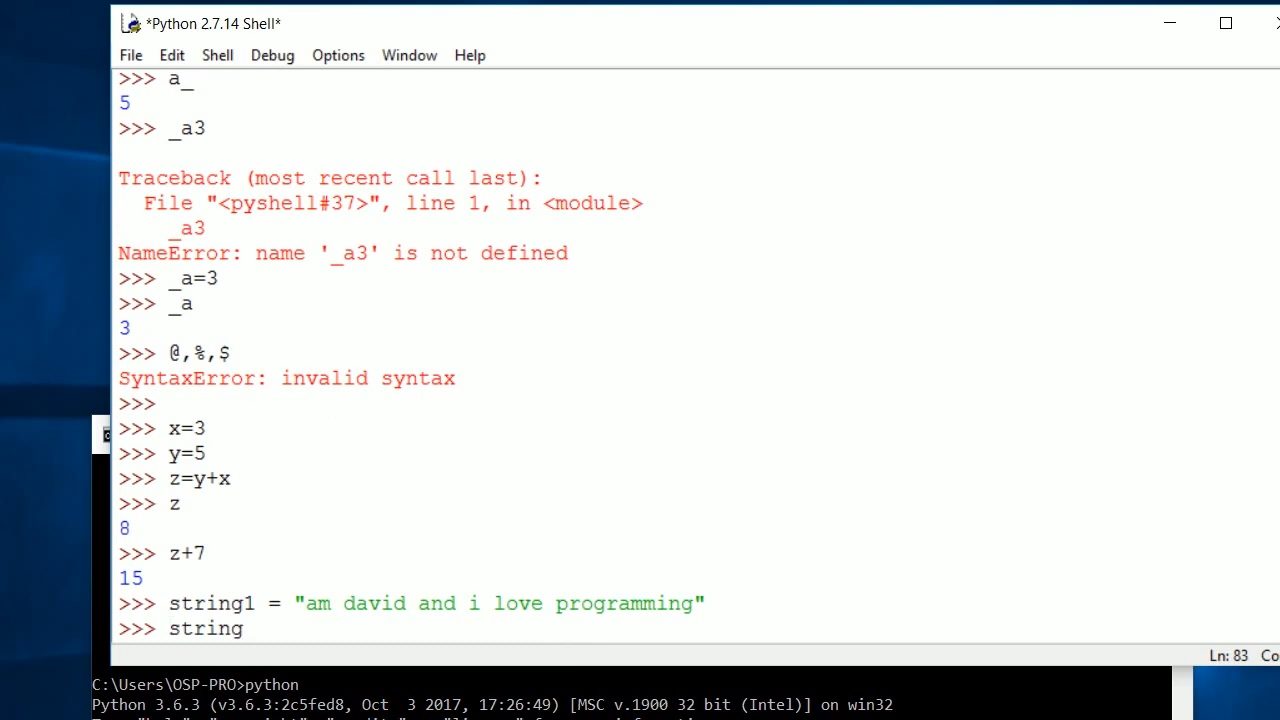 *Python 2.7.14 Shell*
File Edit Shell Debug Options Window Help
>>> a_
5
>>> _a3
Traceback (most recent call last):
File "<pyshell#37>", line 1, in <module>
_a3
NameError: name '_a3' is not defined
>>> _a=3
>>> _a
3
>>> @,%,$
SyntaxError: invalid syntax
>>>
>>> x=3
>>> y=5
>>> z=y+x
>>> z
8
>>> z+7
15
>>> string1 = "am david and i love programming"
>>> string
Ln: 83 Co
C:\Users\OSP-PRO>python
Python 3.6.3 (v3.6.3:2c5fed8, Oct  3 2017, 17:26:49) [MSC v.1900 32 bit (Intel)] on win32